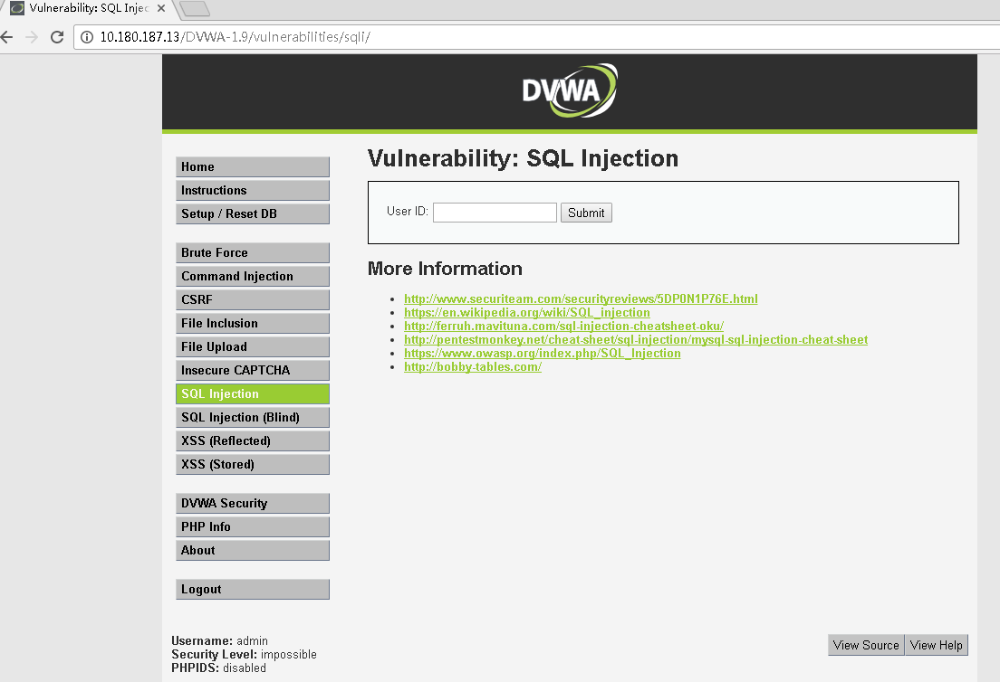 Vulnerability: SQL Injec
10.180.187.13/DVWA-1.9/vulnerabilities/sqli/
DVWA
Home
Instructions
Setup / Reset DB
Brute Force
Command Injection
CSRF
File Inclusion
File Upload
Insecure CAPTCHA
SQL Injection
SQL Injection (Blind)
XSS (Reflected)
XSS (Stored)
DVWA Security
PHP Info
About
Logout
Vulnerability: SQL Injection
User ID: Submit
More Information
http://www.securiteam.com/securityreviews/5DP0N1P76E.html
https://en.wikipedia.org/wiki/SQL_injection
http://ferruh.mavituna.com/sql-injection-cheatsheet-oku/
http://pentestmonkey.net/cheat-sheet/sql-injection/mysql-sql-injection-cheat-sheet
https://www.owasp.org/index.php/SQL_Injection
http://bobby-tables.com/
Username: admin
Security Level: impossible
PHPIDS: disabled
View Source View Help